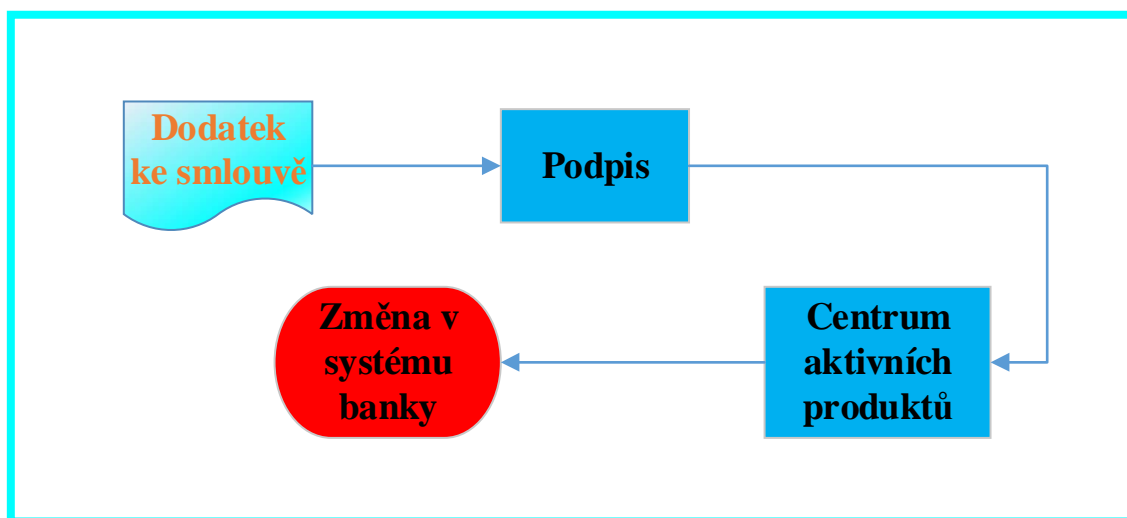 Dodatek
ke smlouvě
Podpis
Centrum
aktivních
produktů
Změna v
systému
banky